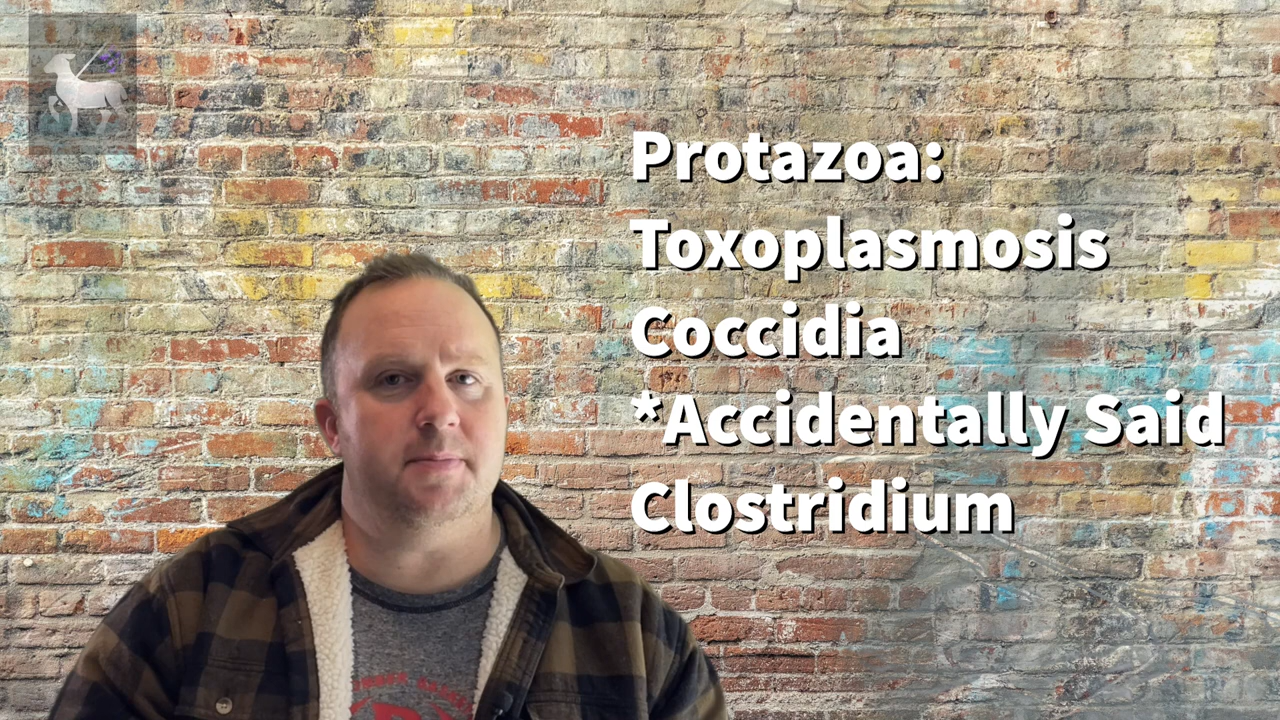 Protazoa:
Toxoplasmosis
Coccidia
*Accidentally Said
Clostridium